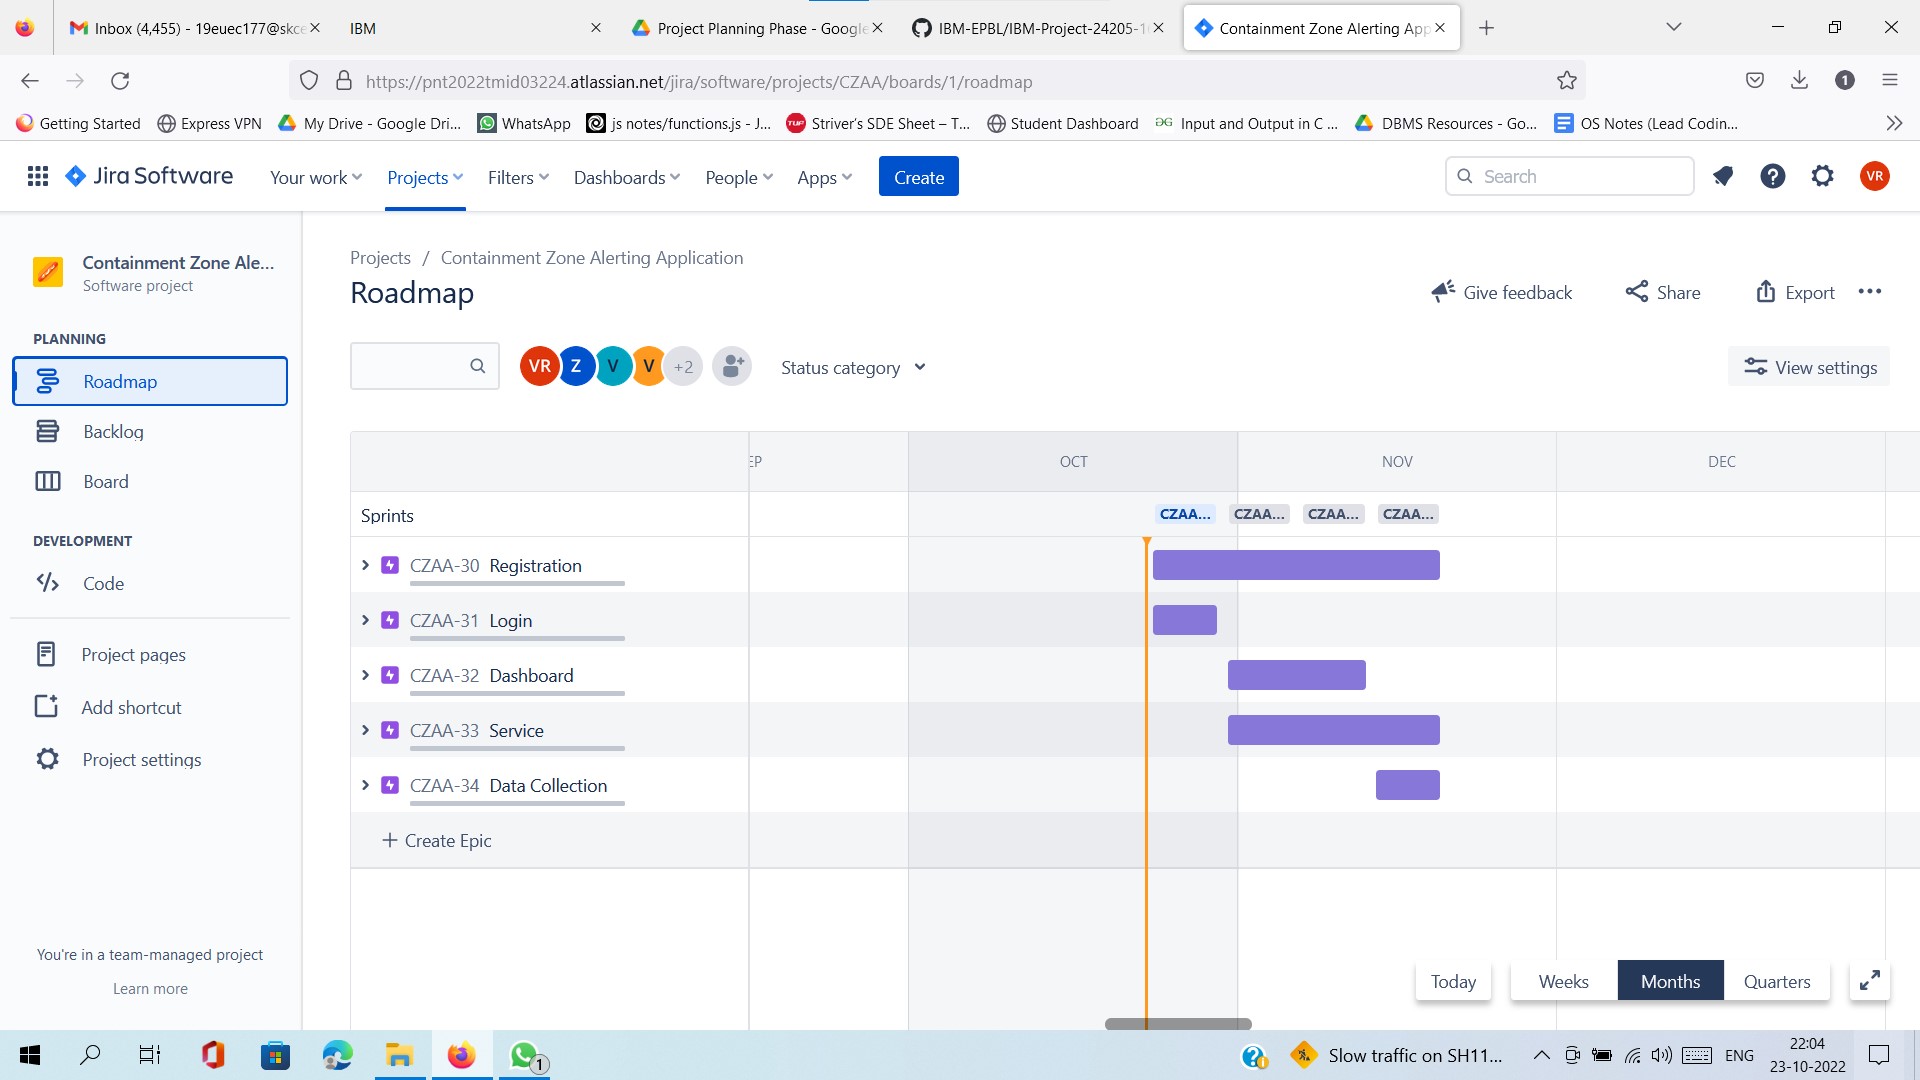 Inbox (4,455) - 19euec177@skce
IBM
Project Planning Phase - Google
IBM-EPBL/IBM-Project-24205-1
Containment Zone Alerting App
https://pnt2022tmid03224.atlassian.net/jira/software/projects/CZAA/boards/1/roadmap
1
Getting Started
Express VPN
My Drive - Google Dri...
WhatsApp
js notes/functions.js - J...
TUF
Striver's SDE Sheet – T...
Student Dashboard
Input and Output in C ...
DBMS Resources - Go...
OS Notes (Lead Codin...
Jira Software
Your work
Projects
Filters
Dashboards
People
Apps
Create
Search
VR
Containment Zone Ale...
Software project
PLANNING
Roadmap
Backlog
Board
DEVELOPMENT
Code
Project pages
Add shortcut
Project settings
You're in a team-managed project
Learn more
Projects / Containment Zone Alerting Application
Roadmap
Give feedback
Share
Export
VR Z V V +2
Status category
View settings
EP OCT NOV DEC
Sprints CZAA... CZAA... CZAA... CZAA...
CZAA-30 Registration
CZAA-31 Login
CZAA-32 Dashboard
CZAA-33 Service
CZAA-34 Data Collection
+ Create Epic
Today
Weeks
Months
Quarters
1
Slow traffic on SH11...
ENG
22:04
23-10-2022